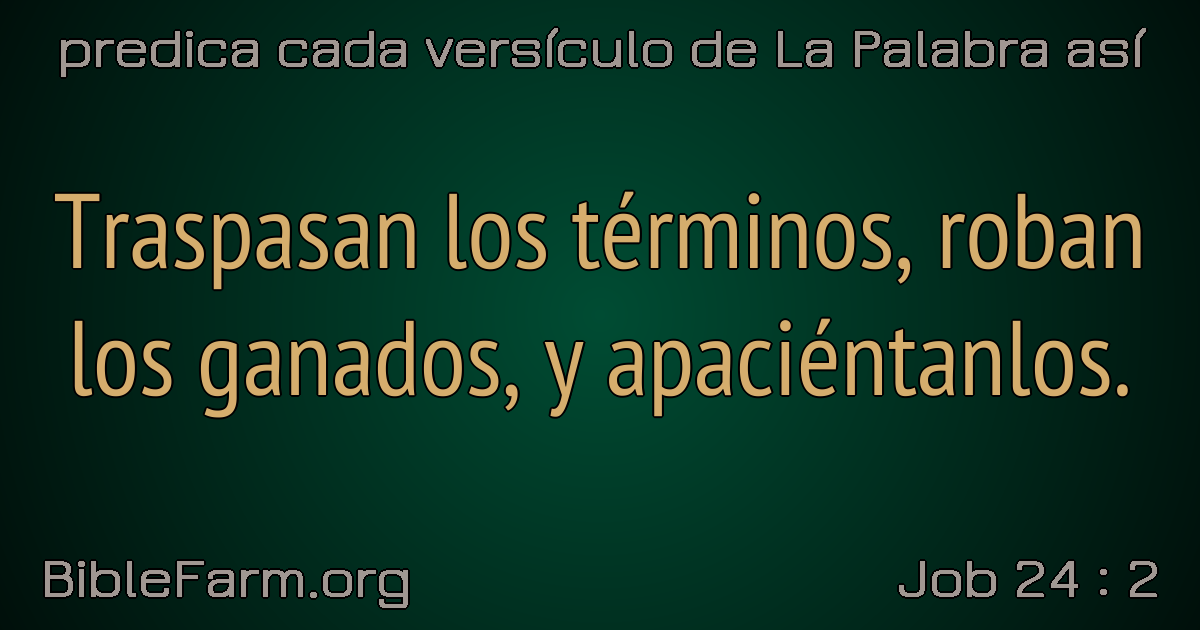 predica cada versículo de La Palabra así
Traspasan los términos, roban
los ganados, y apaciéntanlos.
BibleFarm.org
Job 24 : 2